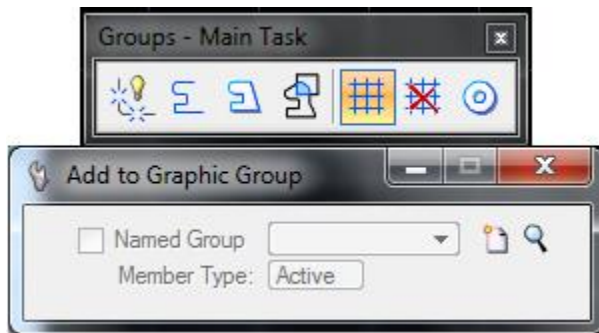 Groups - Main Task
Add to Graphic Group
Named Group
Member Type: Active